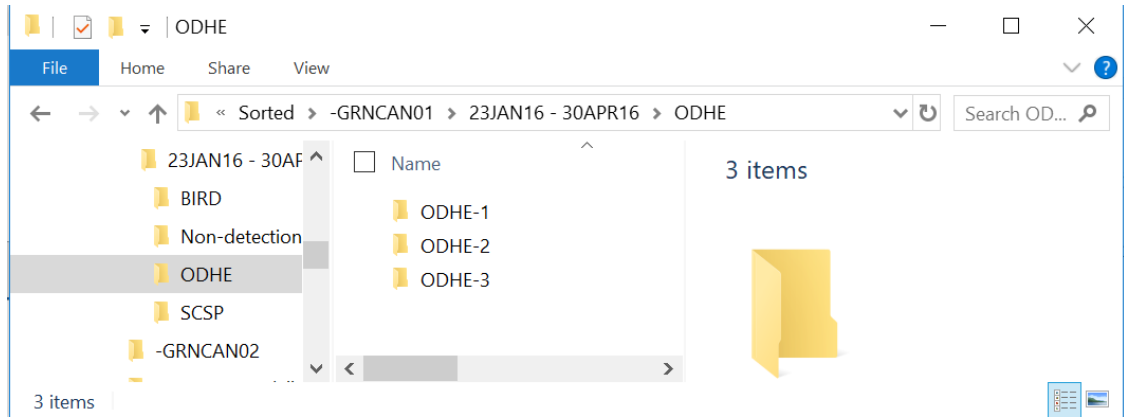 ODHE
File Home Share View
« Sorted > -GRNCAN01 > 23JAN16 - 30APR16 > ODHE
Search OD...
23JAN16 - 30AF
BIRD
Non-detection
ODHE
SCSP
-GRNCAN02
Name
ODHE-1
ODHE-2
ODHE-3
3 items
3 items